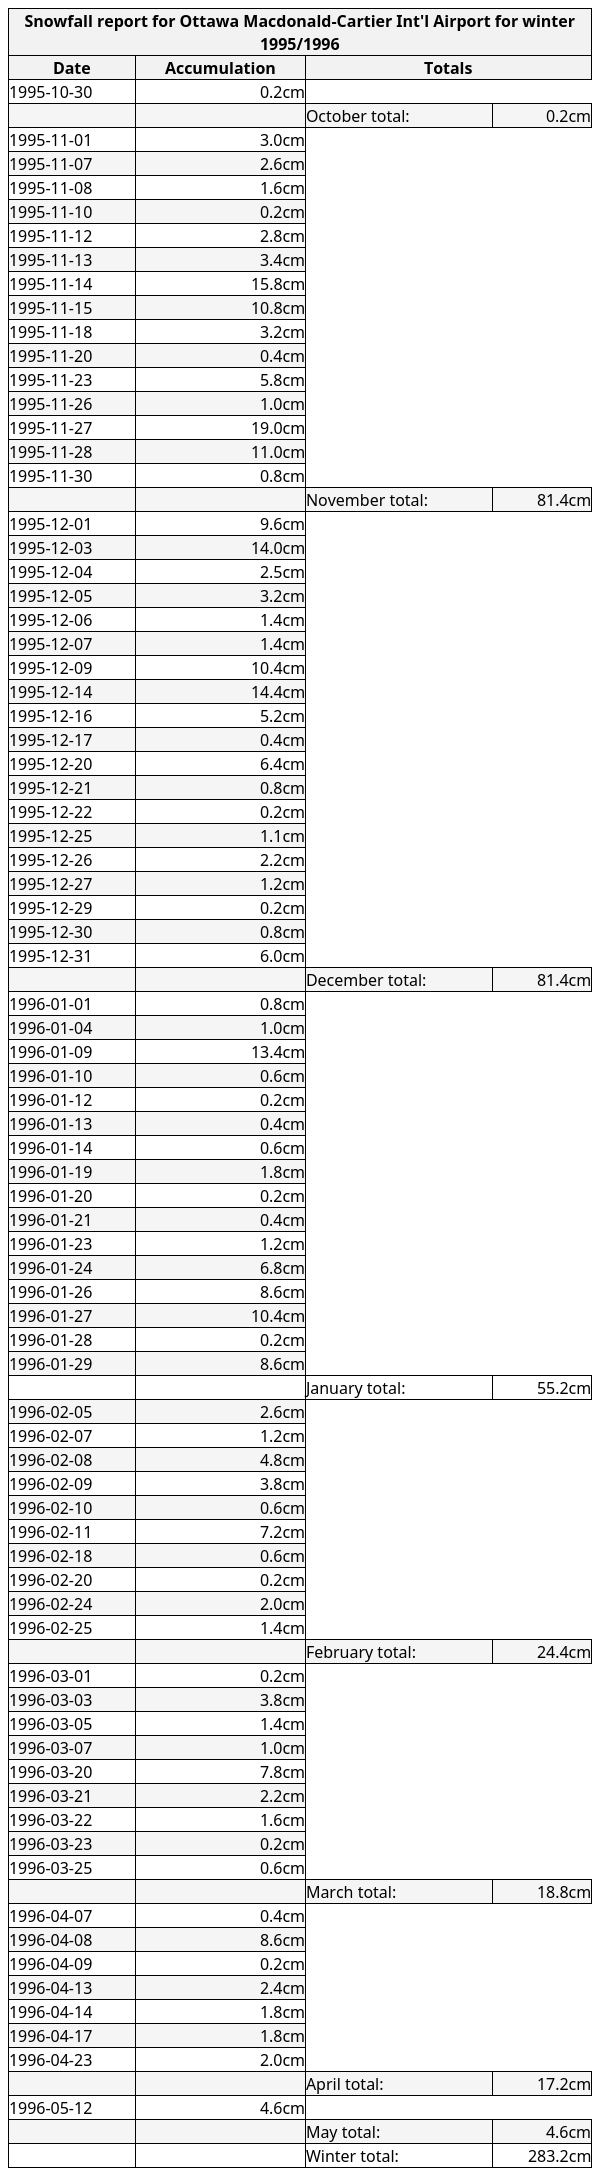 Snowfall report for Ottawa Macdonald-Cartier Int'l Airport for winter
1995/1996
Date Accumulation Totals
1995-10-30 0.2cm
October total: 0.2cm
1995-11-01 3.0cm
1995-11-07 2.6cm
1995-11-08 1.6cm
1995-11-10 0.2cm
1995-11-12 2.8cm
1995-11-13 3.4cm
1995-11-14 15.8cm
1995-11-15 10.8cm
1995-11-18 3.2cm
1995-11-20 0.4cm
1995-11-23 5.8cm
1995-11-26 1.0cm
1995-11-27 19.0cm
1995-11-28 11.0cm
1995-11-30 0.8cm
November total: 81.4cm
1995-12-01 9.6cm
1995-12-03 14.0cm
1995-12-04 2.5cm
1995-12-05 3.2cm
1995-12-06 1.4cm
1995-12-07 1.4cm
1995-12-09 10.4cm
1995-12-14 14.4cm
1995-12-16 5.2cm
1995-12-17 0.4cm
1995-12-20 6.4cm
1995-12-21 0.8cm
1995-12-22 0.2cm
1995-12-25 1.1cm
1995-12-26 2.2cm
1995-12-27 1.2cm
1995-12-29 0.2cm
1995-12-30 0.8cm
1995-12-31 6.0cm
December total: 81.4cm
1996-01-01 0.8cm
1996-01-04 1.0cm
1996-01-09 13.4cm
1996-01-10 0.6cm
1996-01-12 0.2cm
1996-01-13 0.4cm
1996-01-14 0.6cm
1996-01-19 1.8cm
1996-01-20 0.2cm
1996-01-21 0.4cm
1996-01-23 1.2cm
1996-01-24 6.8cm
1996-01-26 8.6cm
1996-01-27 10.4cm
1996-01-28 0.2cm
1996-01-29 8.6cm
January total: 55.2cm
1996-02-05 2.6cm
1996-02-07 1.2cm
1996-02-08 4.8cm
1996-02-09 3.8cm
1996-02-10 0.6cm
1996-02-11 7.2cm
1996-02-18 0.6cm
1996-02-20 0.2cm
1996-02-24 2.0cm
1996-02-25 1.4cm
February total: 24.4cm
1996-03-01 0.2cm
1996-03-03 3.8cm
1996-03-05 1.4cm
1996-03-07 1.0cm
1996-03-20 7.8cm
1996-03-21 2.2cm
1996-03-22 1.6cm
1996-03-23 0.2cm
1996-03-25 0.6cm
March total: 18.8cm
1996-04-07 0.4cm
1996-04-08 8.6cm
1996-04-09 0.2cm
1996-04-13 2.4cm
1996-04-14 1.8cm
1996-04-17 1.8cm
1996-04-23 2.0cm
April total: 17.2cm
1996-05-12 4.6cm
May total: 4.6cm
Winter total: 283.2cm